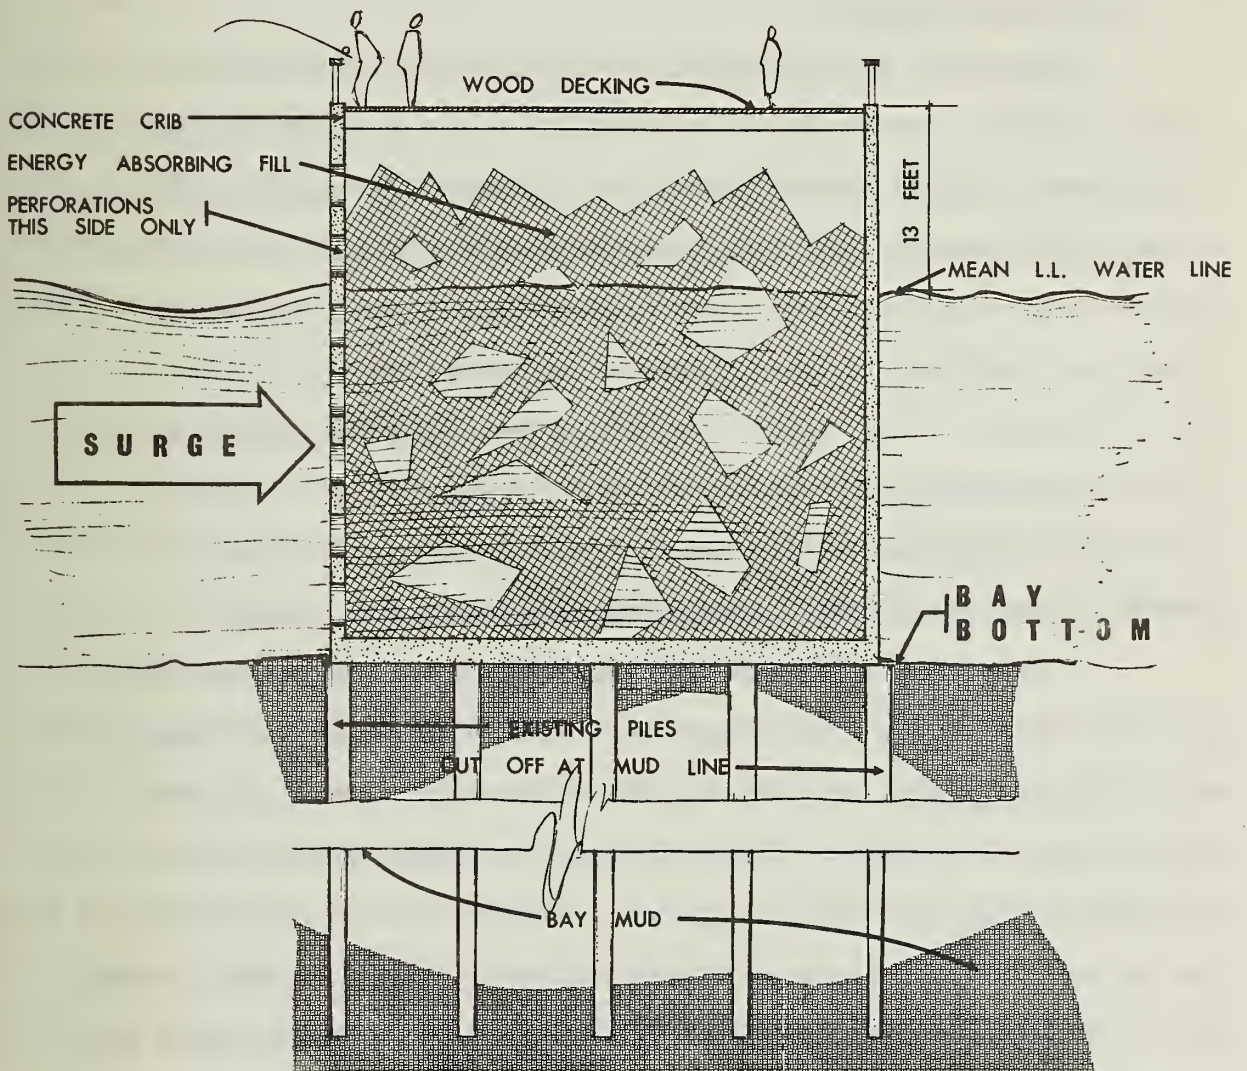 WOOD DECKING
CONCRETE CRIB
ENERGY ABSORBING FILL
PERFORATIONS
THIS SIDE ONLY
13 FEET
MEAN L.L. WATER LINE
SURGE
BAY
BOTTOM
EXISTING PILES
CUT OFF AT MUD LINE
BAY MUD